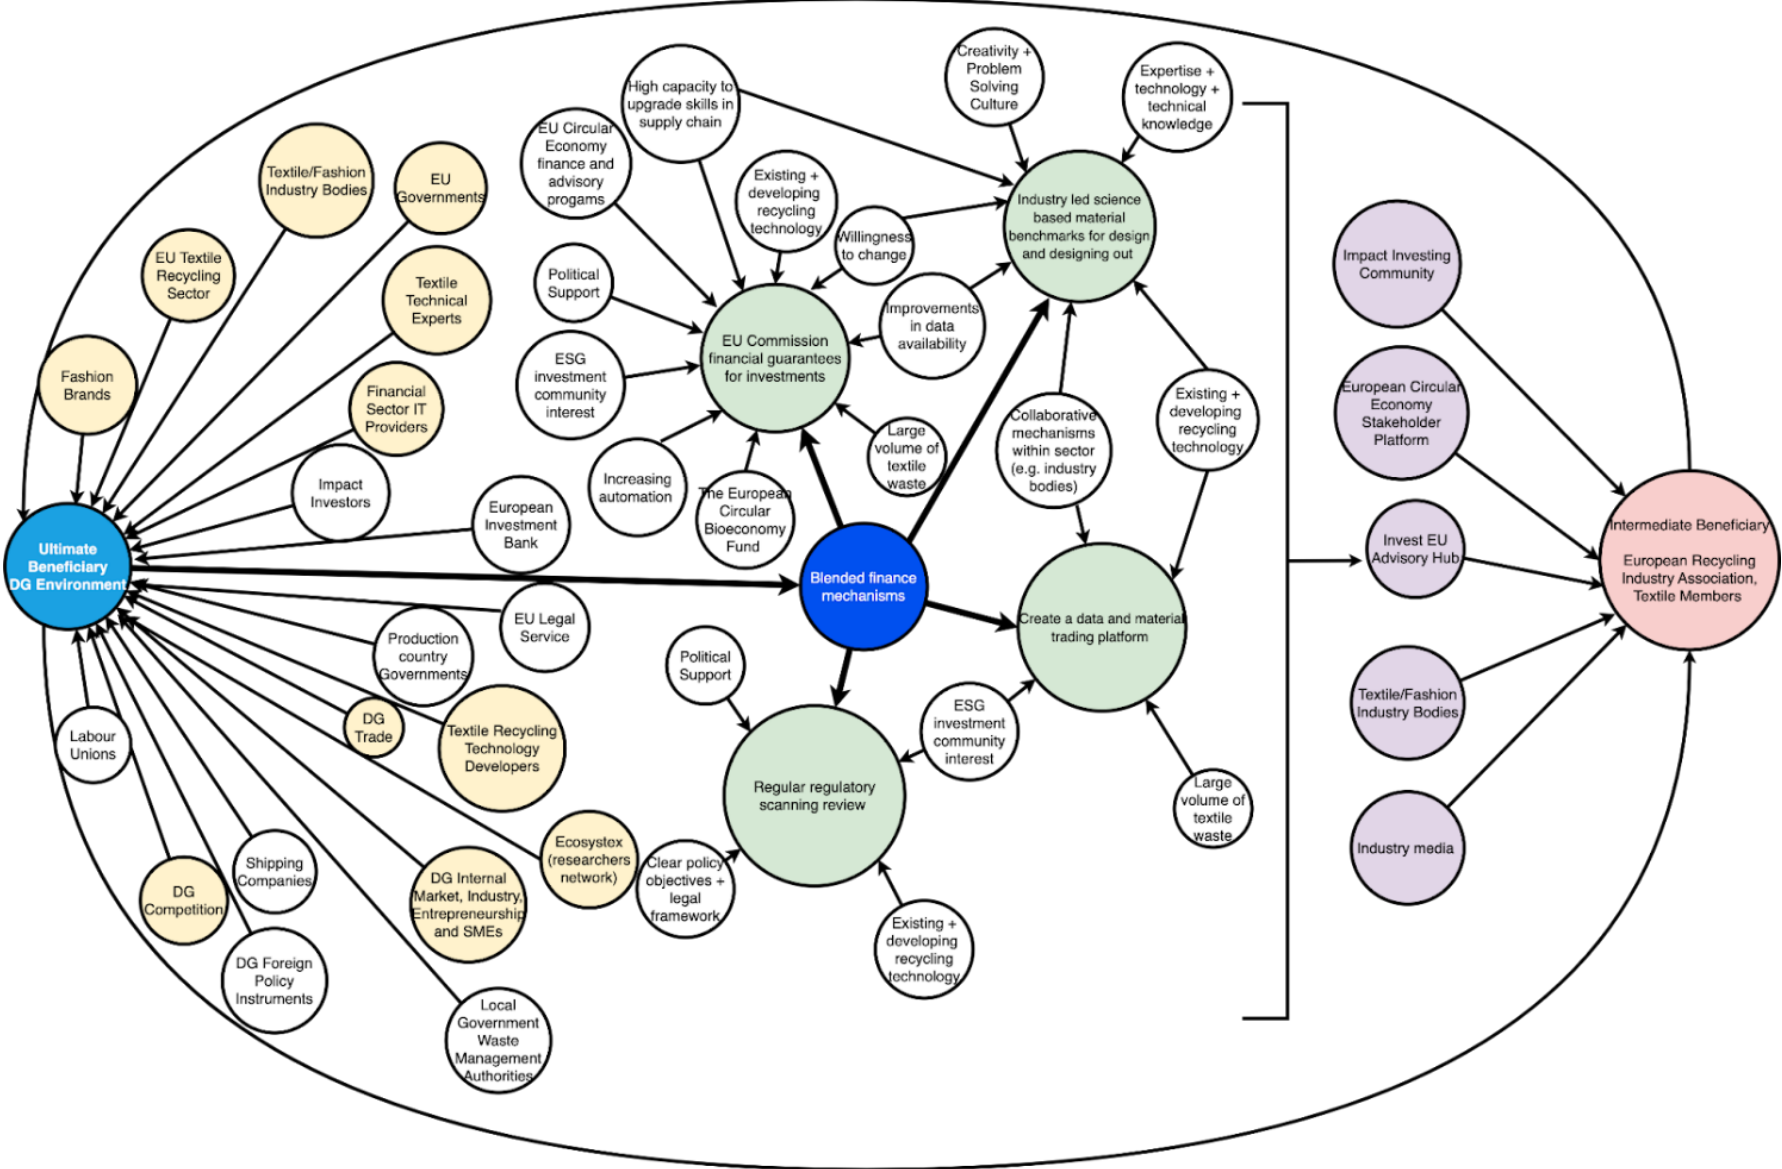 Creativity +
Problem
Solving
Culture
Expertise +
technology +
technical
knowledge
High capacity to
upgrade skills in
supply chain
EU Circular
Economy
finance and
advisory
progams
Textile/Fashion
Industry Bodies
EU
Governments
Existing +
developing
recycling
technology
Industry led science
based material
benchmarks for design
and designing out
Willingness
to change
Impact Investing
Community
EU Textile
Recycling
Sector
Political
Support
Textile
Technical
Experts
Improvements
in data
availability
EU Commission
financial guarantees
for investments
ESG
investment
community
interest
Fashion
Brands
Financial
Sector IT
Providers
European Circular
Economy
Stakeholder
Platform
Existing +
developing
recycling
technology
Collaborative
mechanisms
within sector
(e.g. industry
bodies)
Large
volume of
textile
waste
Increasing
automation
Impact
Investors
The European
Circular
Bioeconomy
Fund
European
Investment
Bank
Ultimate
Beneficiary
DG Environment
Blended finance
mechanisms
Invest EU
Advisory Hub
Intermediate Beneficiary
European Recycling
Industry Association,
Textile Members
EU Legal
Service
Create a data and material
trading platform
Production
country
Governments
Political
Support
Textile/Fashion
Industry Bodies
Labour
Unions
DG
Trade
Textile Recycling
Technology
Developers
ESG
investment
community
interest
Regular regulatory
scanning review
Large
volume of
textile
waste
Industry media
Ecosystex
(researchers
network)
Clear policy
objectives +
legal
framework
Shipping
Companies
DG
Competition
DG Internal
Market, Industry,
Entrepreneurship
and SMEs
Existing +
developing
recycling
technology
DG Foreign
Policy
Instruments
Local
Government
Waste
Management
Authorities